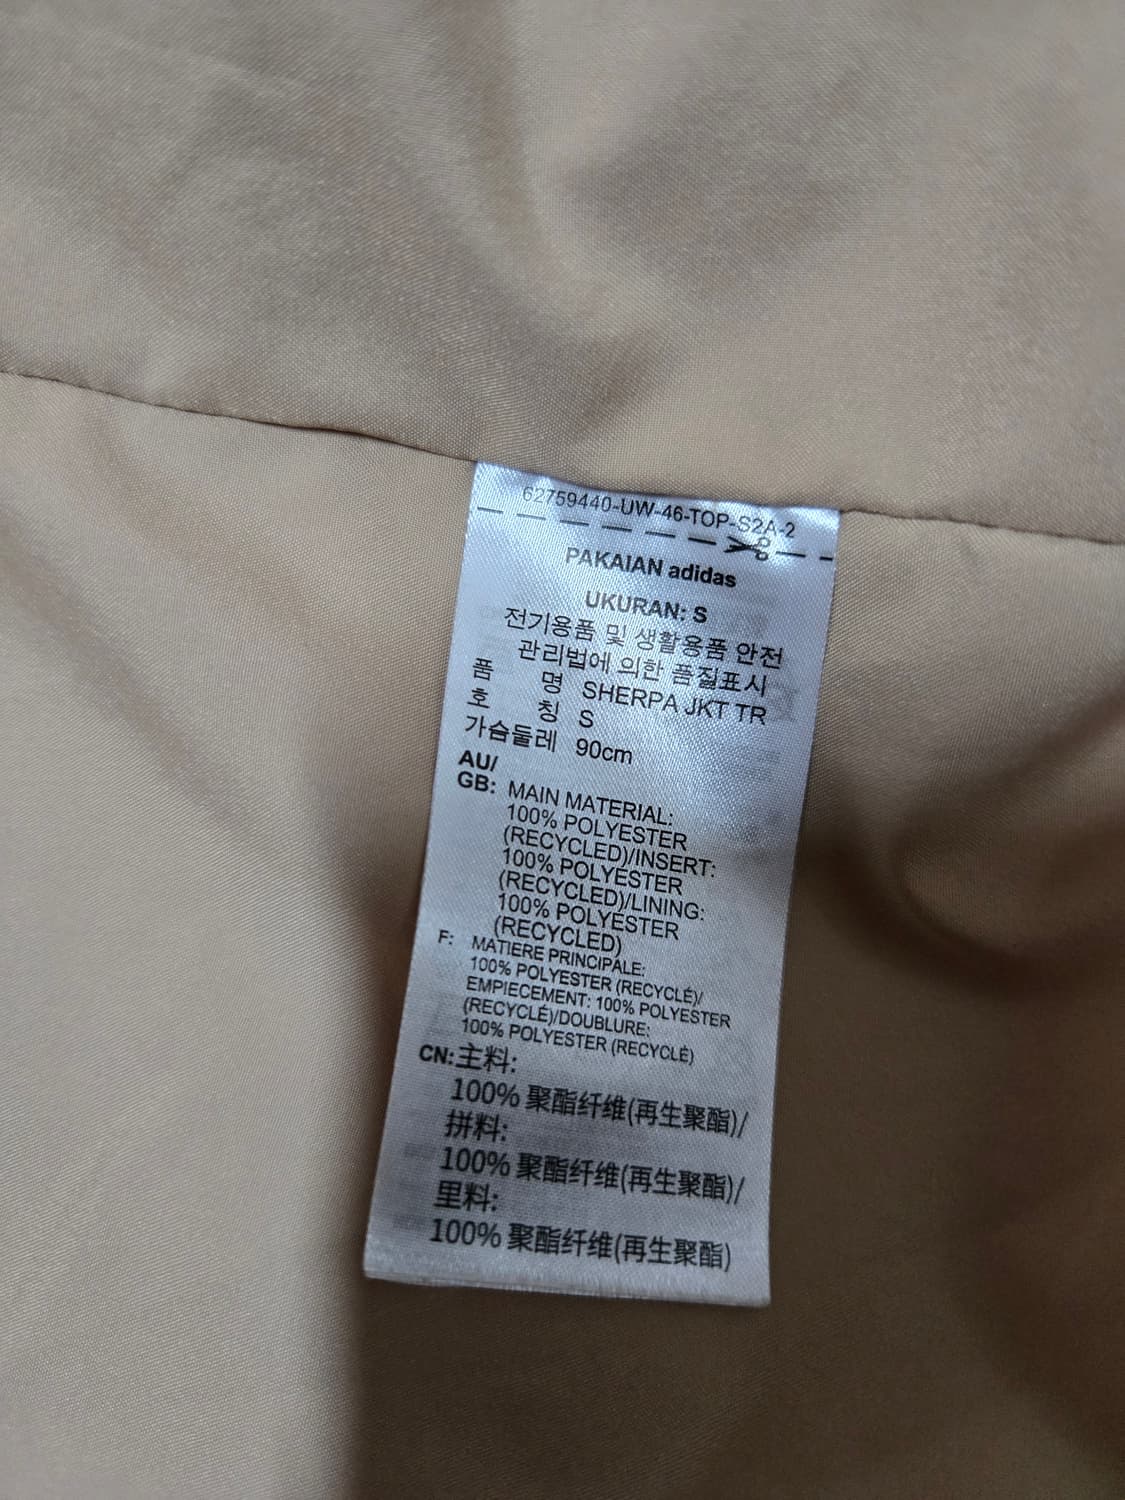 62759440-UW-46-TOP-S2A-2
PAKAIAN adidas
UKURAN: S
전기용품 및 생활용품 안전
관리법에 의한 품질표시
품 명 SHERPA JKT TR
호 칭 S
가슴둘레 90cm
AU/
GB: MAIN MATERIAL:
100% POLYESTER
(RECYCLED)/INSERT:
100% POLYESTER
(RECYCLED)/LINING:
100% POLYESTER
(RECYCLED)
F: MATIERE PRINCIPALE:
100% POLYESTER (RECYCLÉ)/
EMPIECEMENT: 100% POLYESTER
(RECYCLÉ)/DOUBLURE:
100% POLYESTER (RECYCLÉ)
CN: 主料:
100% 聚酯纤维(再生聚酯)/
拼料:
100% 聚酯纤维(再生聚酯)/
里料:
100% 聚酯纤维(再生聚酯)